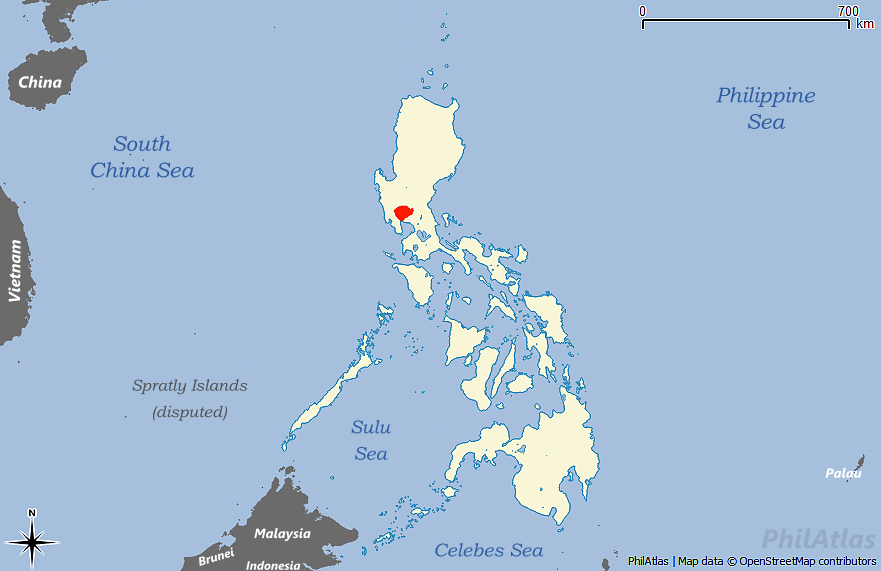 0 700
km
China
Philippine
Sea
South
China Sea
Vietnam
Spratly Islands
(disputed)
Sulu
Sea
Palau
N
Malaysia
Brunei
Indonesia
Celebes Sea
PhilAtlas
PhilAtlas | Map data © OpenStreetMap contributors